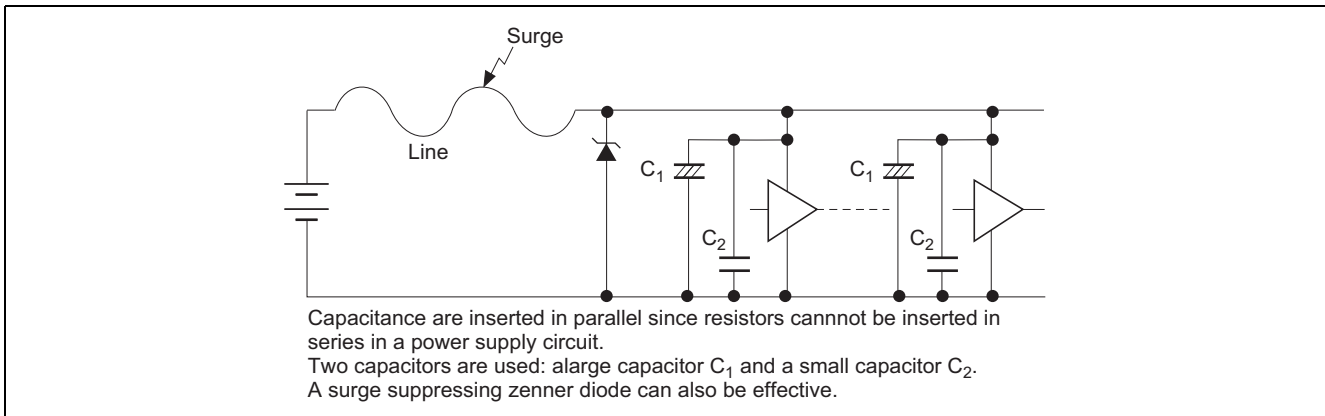 Surge
Line
C1
C1
C2
C2
Capacitance are inserted in parallel since resistors cannnot be inserted in
series in a power supply circuit.
Two capacitors are used: alarge capacitor C1 and a small capacitor C2.
A surge suppressing zenner diode can also be effective.